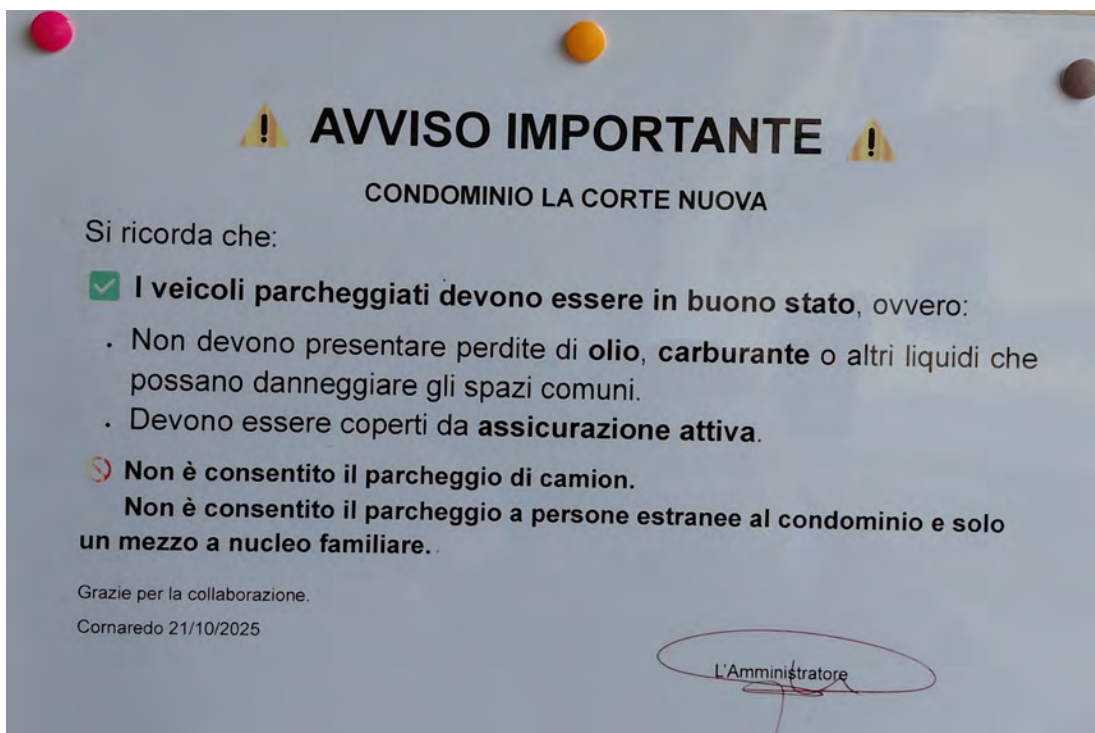 ⚠ AVVISO IMPORTANTE ⚠
CONDOMINIO LA CORTE NUOVA
Si ricorda che:
✅ I veicoli parcheggiati devono essere in buono stato, ovvero:
. Non devono presentare perdite di olio, carburante o altri liquidi che
possano danneggiare gli spazi comuni.
. Devono essere coperti da assicurazione attiva.
🚫 Non è consentito il parcheggio di camion.
Non è consentito il parcheggio a persone estranee al condominio e solo
un mezzo a nucleo familiare.
Grazie per la collaborazione.
Cornaredo 21/10/2025
L'Amministratore